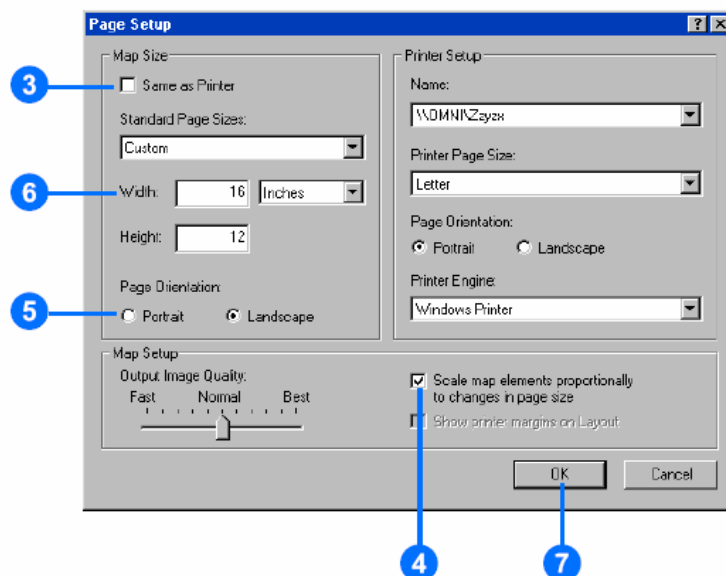 Page Setup
Map Size
3
Same as Printer
Standard Page Sizes:
Custom
6
Width:
16
Inches
Height:
12
Page Orientation:
5
Portrait
Landscape
Printer Setup
Name:
\\OMNI\Zzyzx
Printer Page Size:
Letter
Page Orientation:
Portrait
Landscape
Printer Engine:
Windows Printer
Map Setup
Output Image Quality:
Fast Normal Best
Scale map elements proportionally
to changes in page size
Show printer margins on Layout
OK
Cancel
4
7